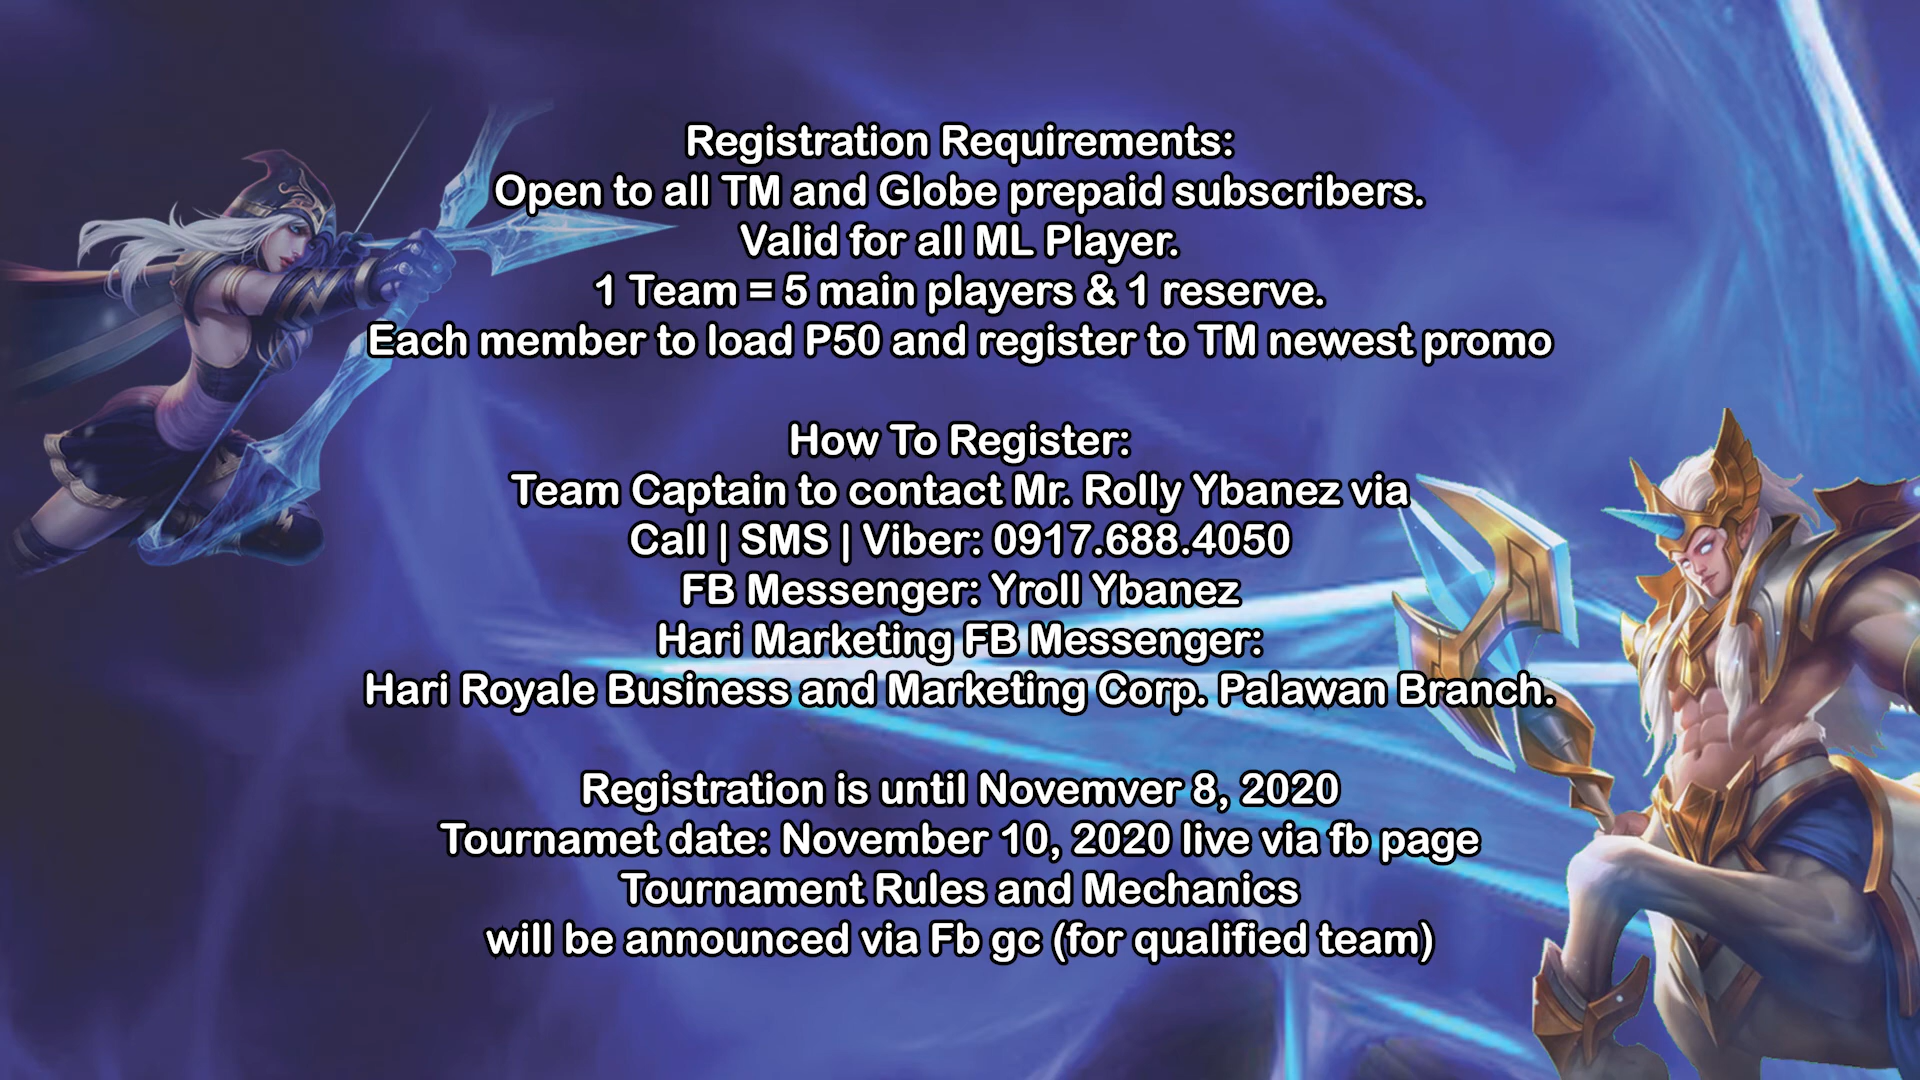 Registration Requirements:
Open to all TM and Globe prepaid subscribers.
Valid for all ML Player.
1 Team = 5 main players & 1 reserve.
Each member to load P50 and register to TM newest promo
How To Register:
Team Captain to contact Mr. Rolly Ybanez via
Call | SMS | Viber: 0917.688.4050
FB Messenger: Yroll Ybanez
Hari Marketing FB Messenger:
Hari Royale Business and Marketing Corp. Palawan Branch.
Registration is until Novemver 8, 2020
Tournamet date: November 10, 2020 live via fb page
Tournament Rules and Mechanics
will be announced via Fb gc (for qualified team)